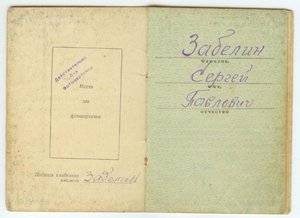 ДЕЙСТВИТЕЛЬНО
БЕЗ
ФОТОКАРТОЧКИ
Место
для
фотокарточки
Подпись владельца
книжки Забелин
Забелин
ФАМИЛИЯ
Сергей
ИМЯ
Павлович
ОТЧЕСТВО